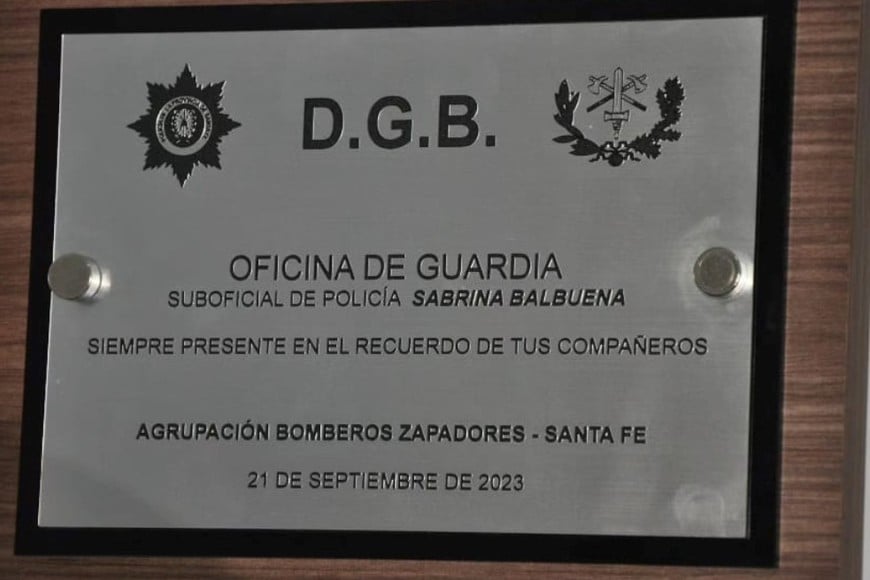 D.G.B.
OFICINA DE GUARDIA
SUBOFICIAL DE POLICÍA SABRINA BALBUENA
SIEMPRE PRESENTE EN EL RECUERDO DE TUS COMPAÑEROS
AGRUPACIÓN BOMBEROS ZAPADORES - SANTA FE
21 DE SEPTIEMBRE DE 2023